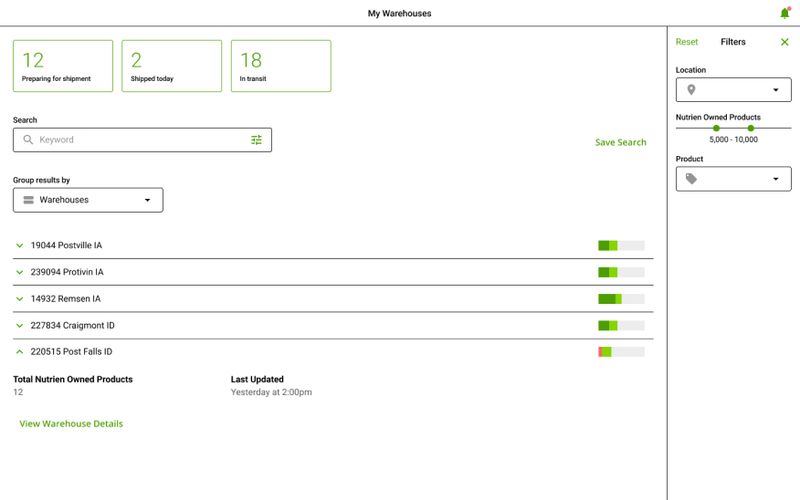 My Warehouses
12
Preparing for shipment
2
Shipped today
18
In transit
Search
Keyword
Save Search
Group results by
Warehouses
19044 Postville IA
239094 Protivin IA
14932 Remsen IA
227834 Craigmont ID
220515 Post Falls ID
Total Nutrien Owned Products
12
Last Updated
Yesterday at 2:00pm
View Warehouse Details
Reset
Filters
Location
Nutrien Owned Products
5,000 - 10,000
Product